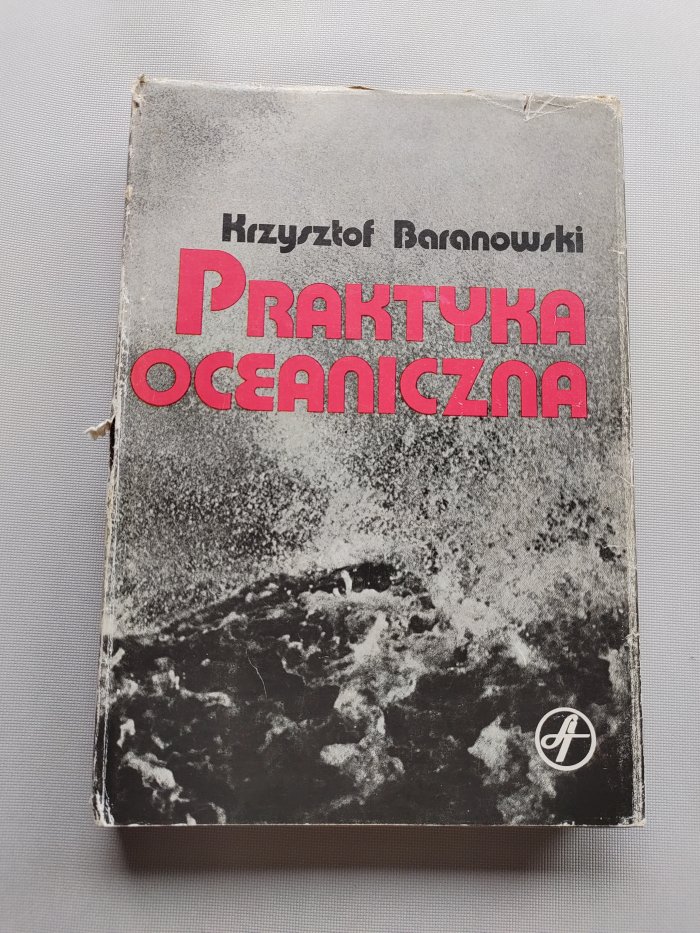 Krzysztof Baranowski
PRAKTYKA
OCEANICZNA